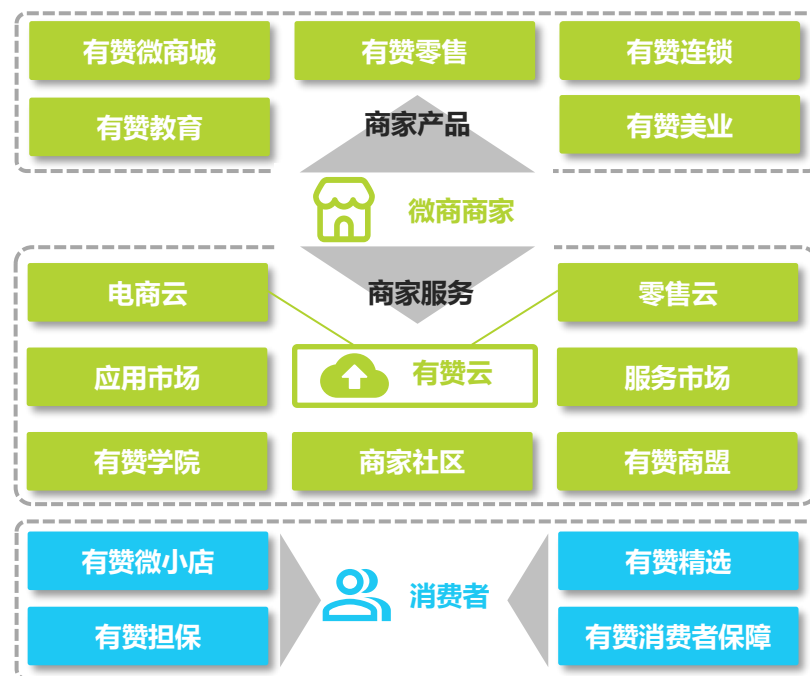 有赞微商城
有赞零售
有赞连锁
有赞教育
商家产品
有赞美业
微商商家
电商云
商家服务
零售云
应用市场
有赞云
服务市场
有赞学院
商家社区
有赞商盟
有赞微小店
消费者
有赞精选
有赞担保
有赞消费者保障